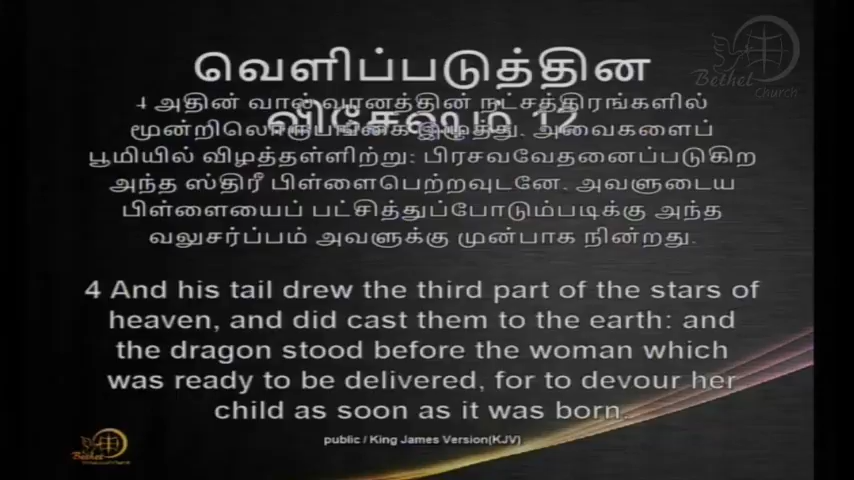 Bethel
Church
வெளிப்படுத்தின
விசேஷம் 12
4 அதின் வால் வானத்தின் நட்சத்திரங்களில்
மூன்றிலொருபங்கை இழுத்து. அவைகளைப்
பூமியில் விழத்தள்ளிற்று: பிரசவவேதனைப்படுகிற
அந்த ஸ்திரீ பிள்ளைபெற்றவுடனே. அவளுடைய
பிள்ளையைப் பட்சித்துப்போடும்படிக்கு அந்த
வலுசர்ப்பம் அவளுக்கு முன்பாக நின்றது.
4 And his tail drew the third part of the stars of
heaven, and did cast them to the earth: and
the dragon stood before the woman which
was ready to be delivered, for to devour her
child as soon as it was born.
public / King James Version(KJV)
Bethel